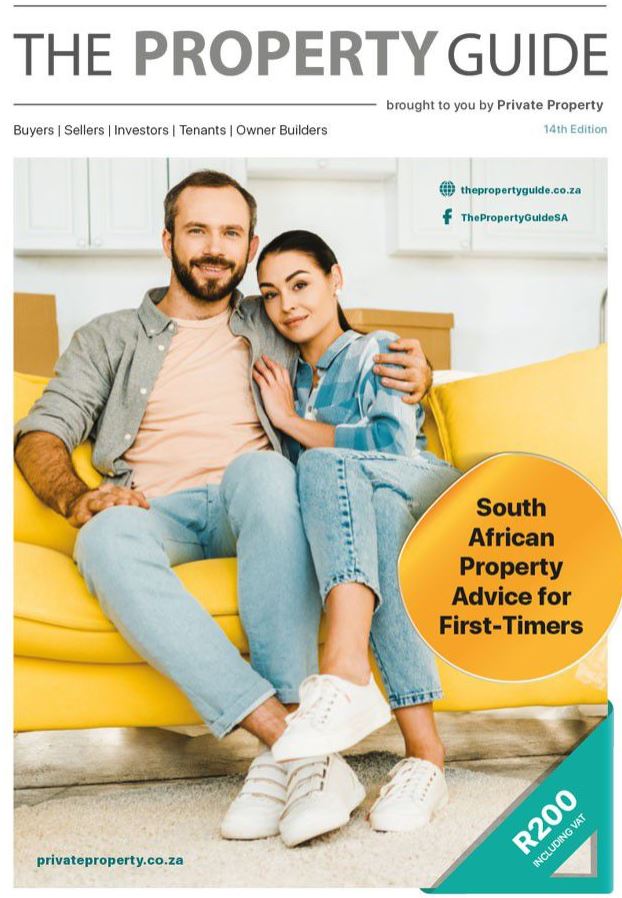 THE PROPERTY GUIDE
brought to you by Private Property
Buyers | Sellers | Investors | Tenants | Owner Builders
14th Edition
thepropertyguide.co.za
ThePropertyGuideSA
South
African
Property
Advice for
First-Timers
R200
INCLUDING VAT
privateproperty.co.za